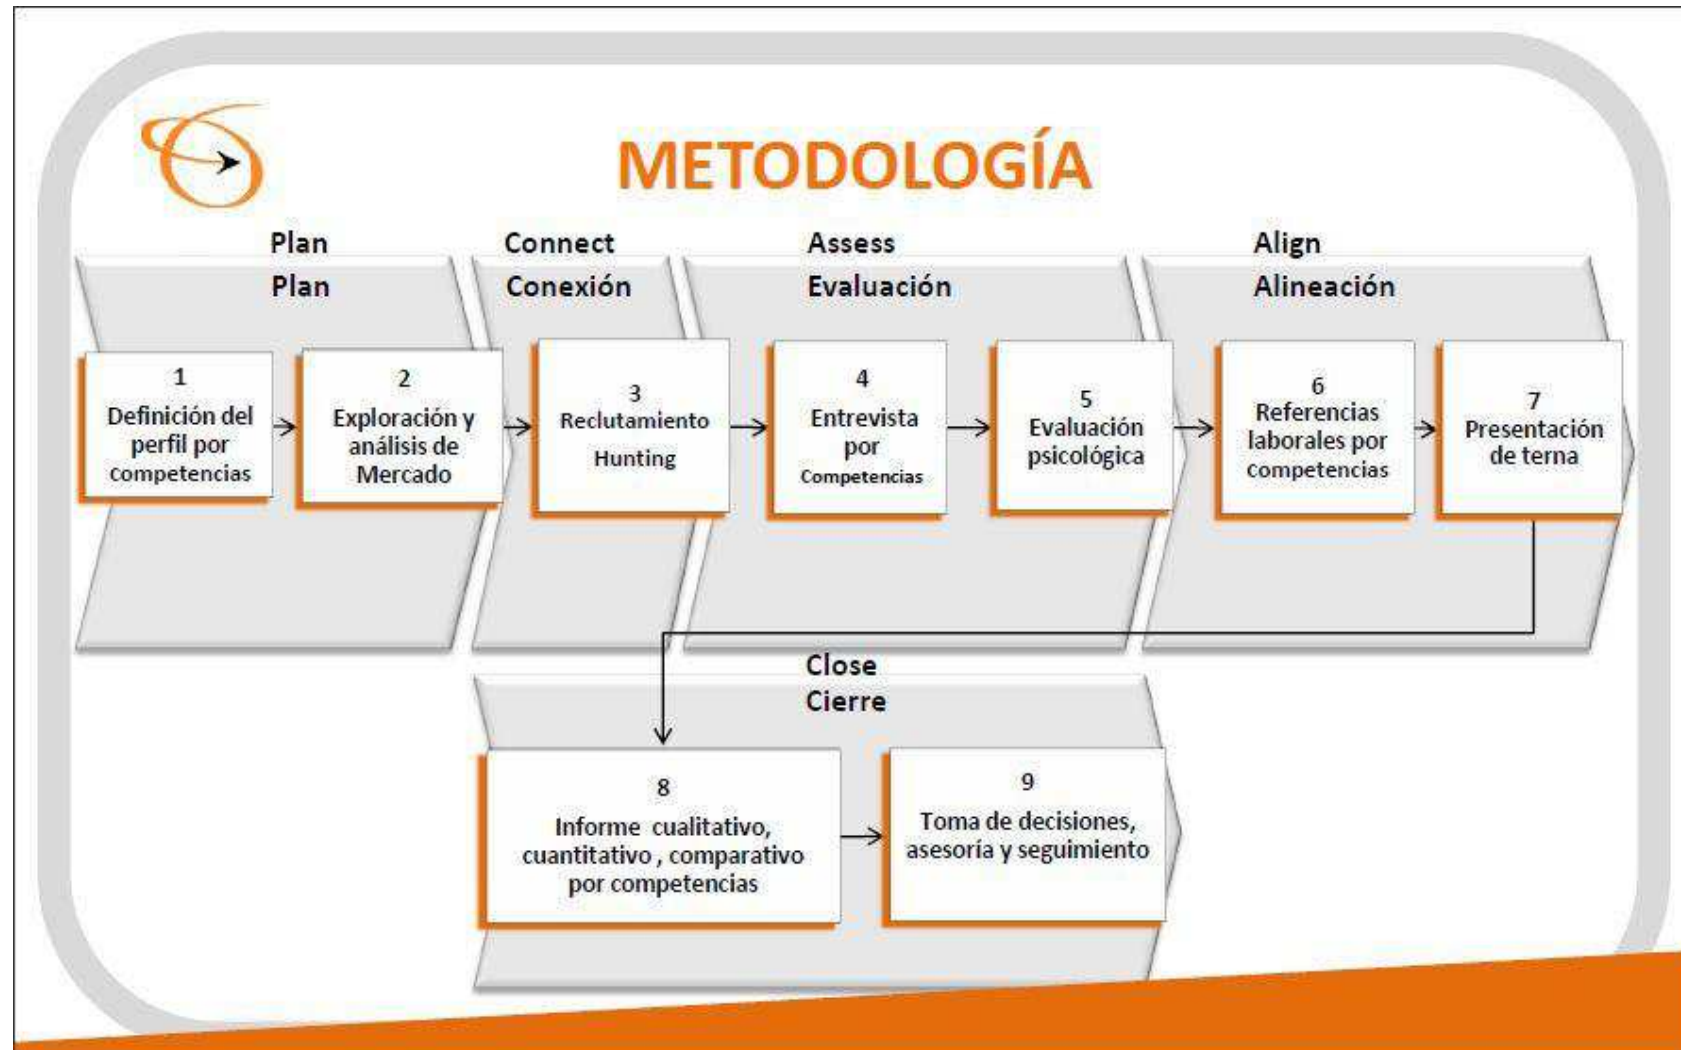 METODOLOGÍA
Plan
Plan
Connect
Conexión
Assess
Evaluación
Align
Alineación
1
Definición del
perfil por
competencias
2
Exploración y
análisis de
Mercado
3
Reclutamiento
Hunting
4
Entrevista
por
Competencias
5
Evaluación
psicológica
6
Referencias
laborales por
competencias
7
Presentación
de terna
Close
Cierre
8
Informe cualitativo,
cuantitativo , comparativo
por competencias
9
Toma de decisiones,
asesoría y seguimiento